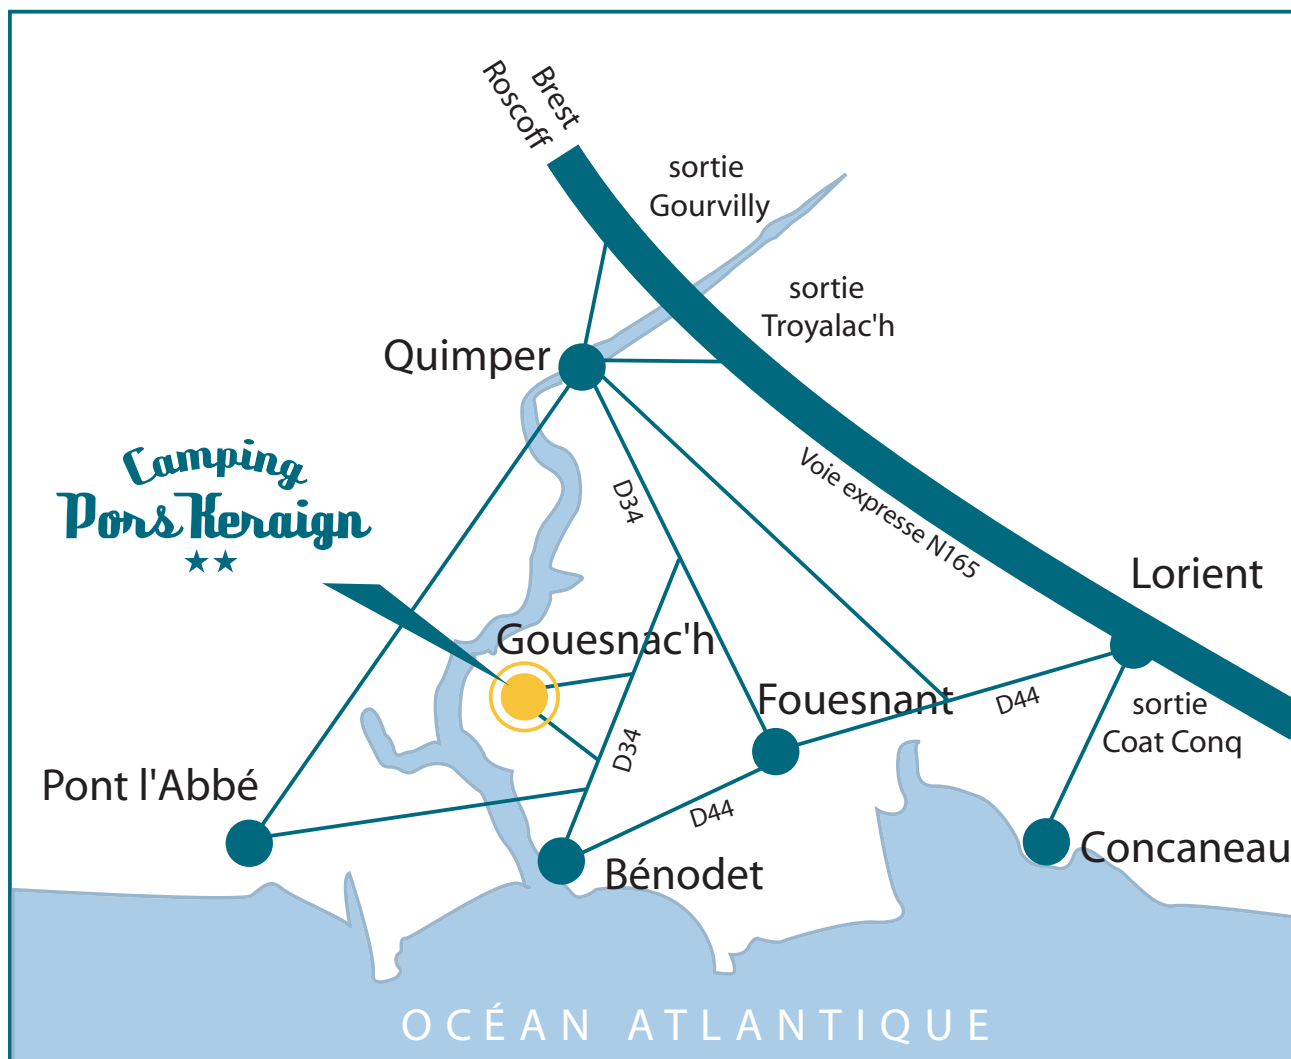 Brest
Roscoff
sortie
Gourvilly
sortie
Troyalac'h
Quimper
Camping
Pors Keraign
★★
D34
Voie expresse N165
Lorient
Gouesnac'h
Fouesnant
D44
sortie
Coat Conq
D34
Pont l'Abbé
D44
Concaneau
Bénodet
OCÉAN ATLANTIQUE